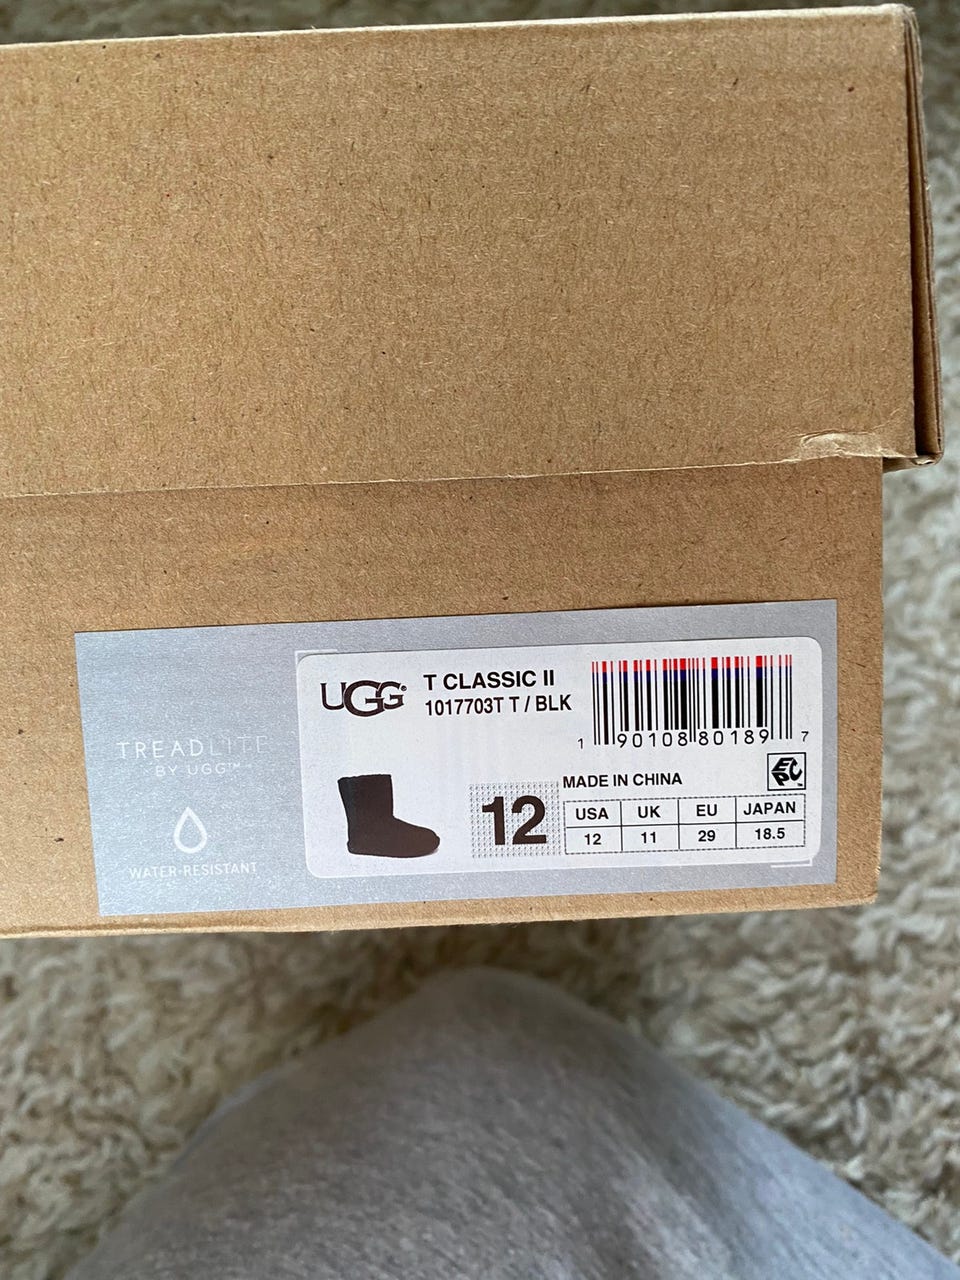 TREADLITE
BY UGG™
WATER-RESISTANT
UGG®
T CLASSIC II
1017703T T / BLK
1 90108 80189 7
MADE IN CHINA
EPC
12
USA UK EU JAPAN
12 11 29 18.5